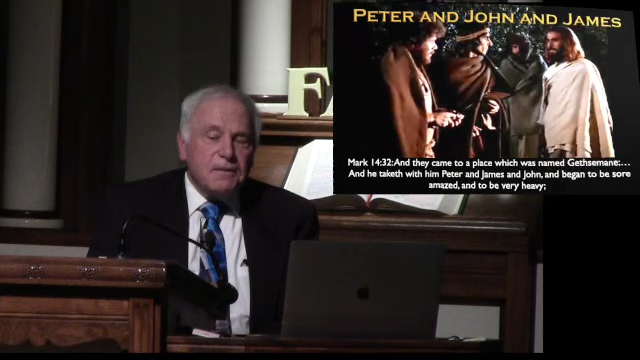 PETER AND JOHN AND JAMES
Mark 14:32:And they came to a place which was named Gethsemane:…
And he taketh with him Peter and James and John, and began to be sore
amazed, and to be very heavy;